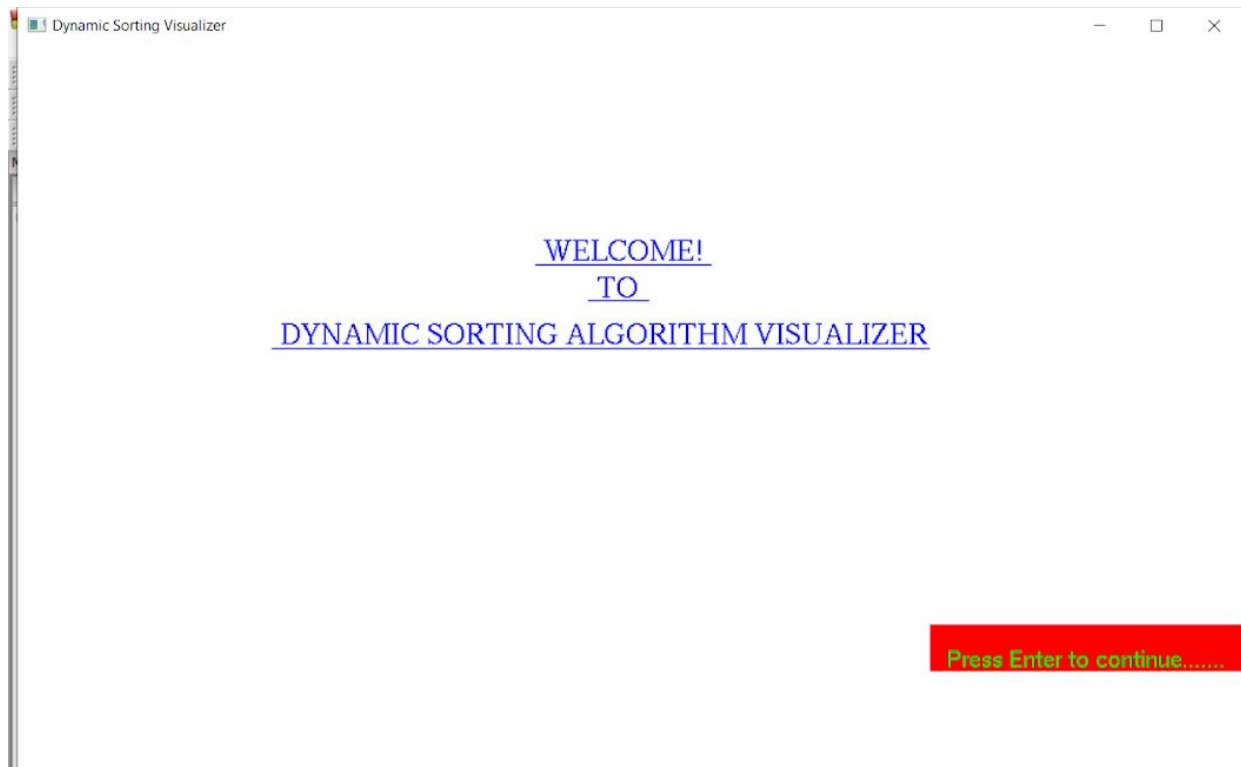 Dynamic Sorting Visualizer
WELCOME!
TO
DYNAMIC SORTING ALGORITHM VISUALIZER
Press Enter to continue.......